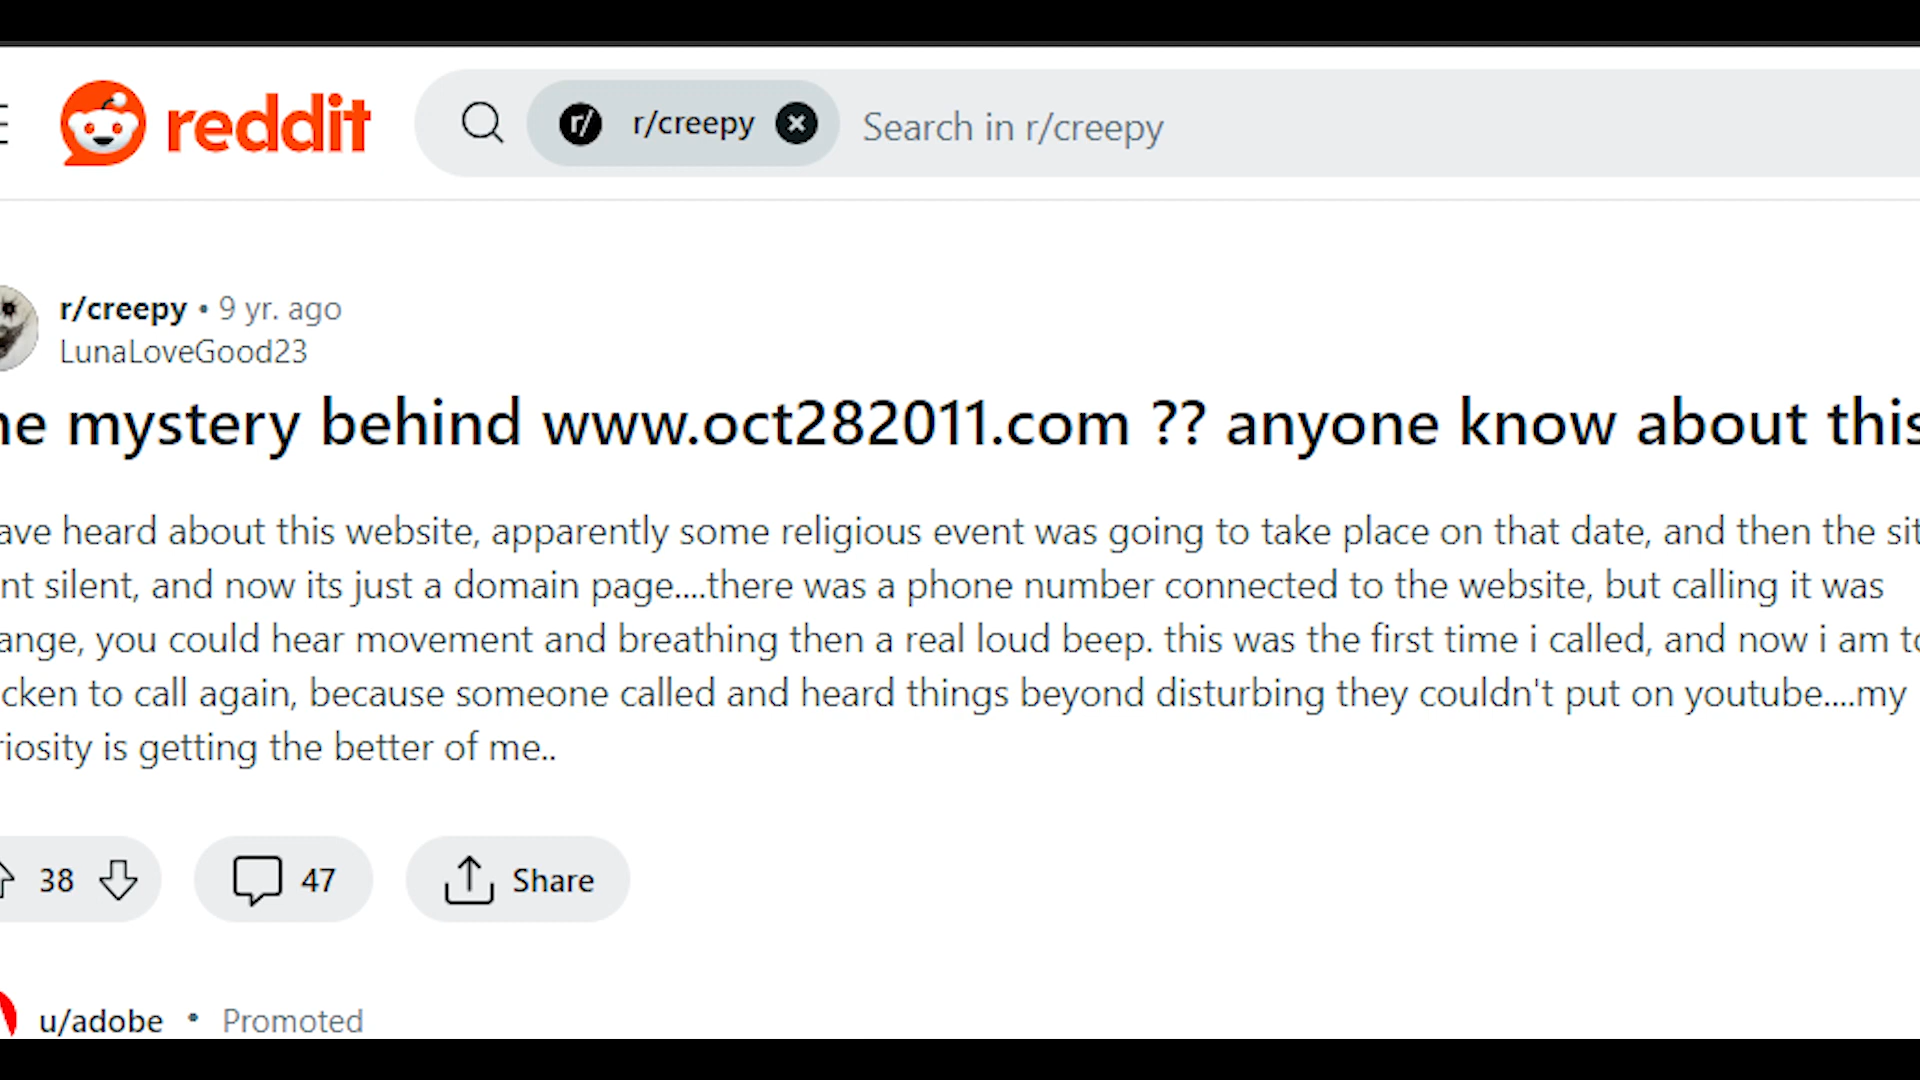 reddit r/ r/creepy Search in r/creepy
r/creepy • 9 yr. ago
LunaLoveGood23
he mystery behind www.oct282011.com ?? anyone know about this
ave heard about this website, apparently some religious event was going to take place on that date, and then the sit
nt silent, and now its just a domain page....there was a phone number connected to the website, but calling it was
ange, you could hear movement and breathing then a real loud beep. this was the first time i called, and now i am to
cken to call again, because someone called and heard things beyond disturbing they couldn't put on youtube....my
riosity is getting the better of me..
38 47 Share
u/adobe • Promoted